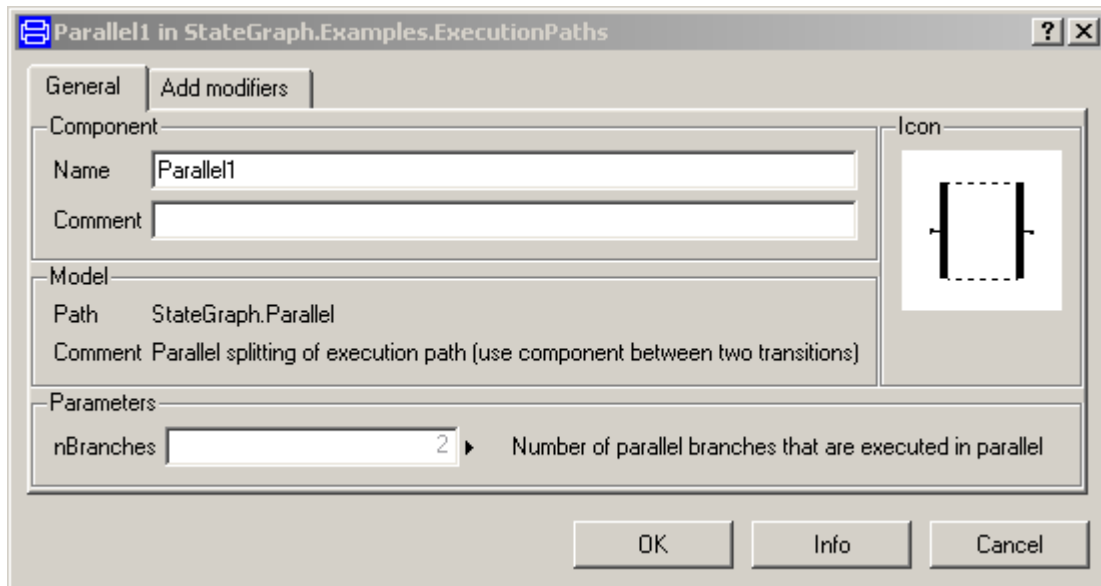 Parallel1 in StateGraph.Examples.ExecutionPaths
General Add modifiers
Component
Name Parallel1
Comment
Icon
Model
Path StateGraph.Parallel
Comment Parallel splitting of execution path (use component between two transitions)
Parameters
nBranches 2 Number of parallel branches that are executed in parallel
OK Info Cancel